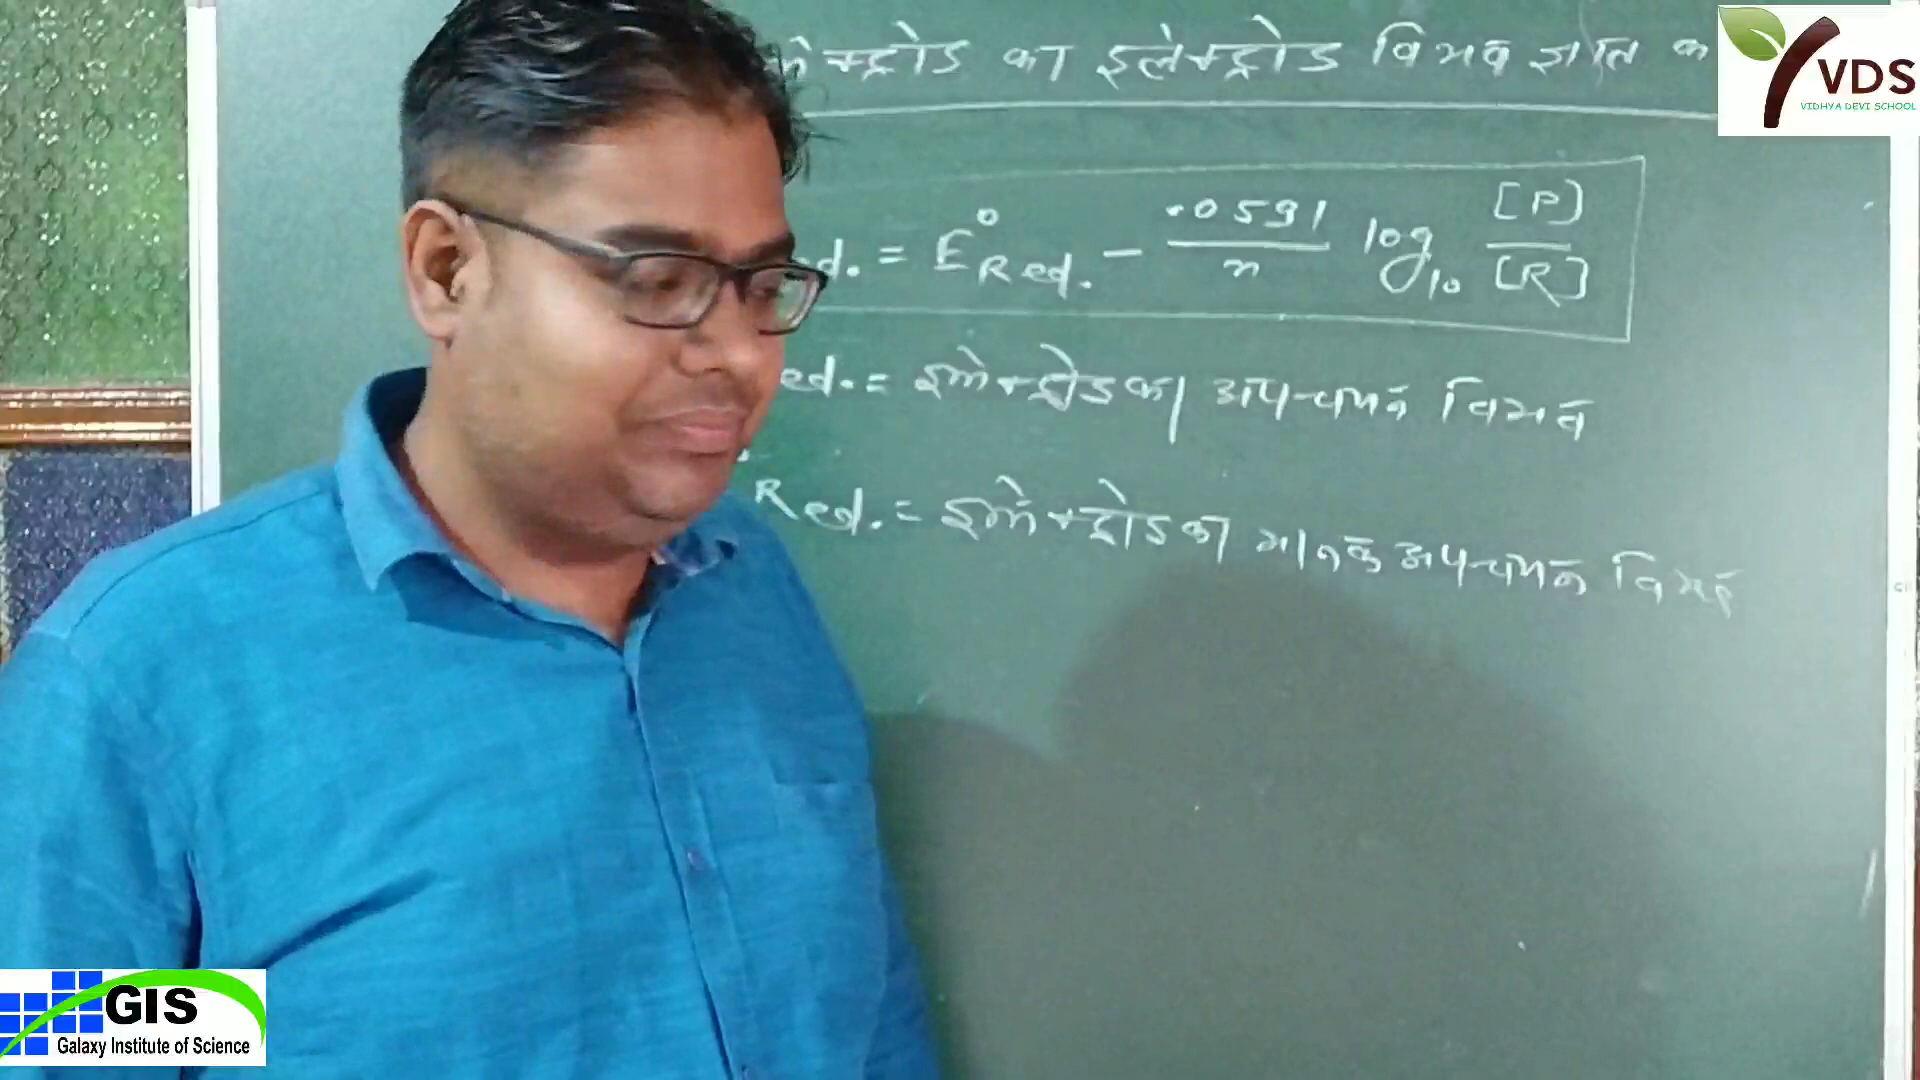 का इलेक्ट्रोड विभव ज्ञात क
VDS
VIDHYA DEVI SCHOOL
ed. = E°Red. - .0591/n log10 [P]/[R]
ed. = इलेक्ट्रोड का अपचयन विभव
Red. = इलेक्ट्रोड का मानक अपचयन विभव
GIS
Galaxy Institute of Science